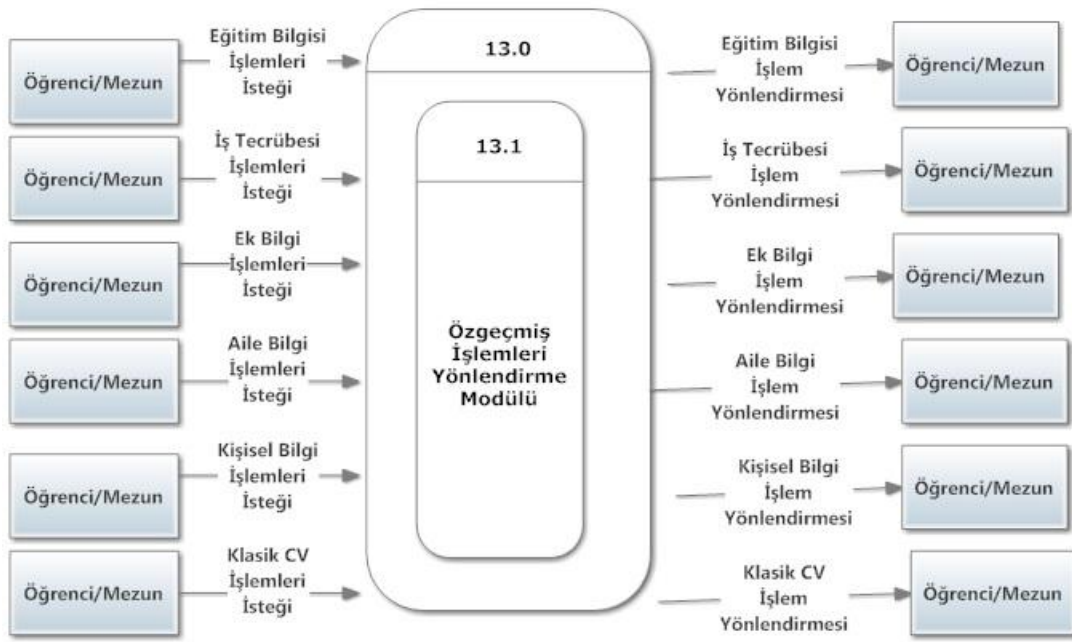 Öğrenci/Mezun
Eğitim Bilgisi
İşlemleri
İsteği
Öğrenci/Mezun
İş Tecrübesi
İşlemleri
İsteği
Öğrenci/Mezun
Ek Bilgi
İşlemleri
İsteği
Öğrenci/Mezun
Aile Bilgi
İşlemleri
İsteği
Öğrenci/Mezun
Kişisel Bilgi
İşlemleri
İsteği
Öğrenci/Mezun
Klasik CV
İşlemleri
İsteği
13.0
13.1
Özgeçmiş
İşlemleri
Yönlendirme
Modülü
Eğitim Bilgisi
İşlem
Yönlendirmesi
Öğrenci/Mezun
İş Tecrübesi
İşlem
Yönlendirmesi
Öğrenci/Mezun
Ek Bilgi
İşlem
Yönlendirmesi
Öğrenci/Mezun
Aile Bilgi
İşlem
Yönlendirmesi
Öğrenci/Mezun
Kişisel Bilgi
İşlem
Yönlendirmesi
Öğrenci/Mezun
Klasik CV
İşlem
Yönlendirmesi
Öğrenci/Mezun